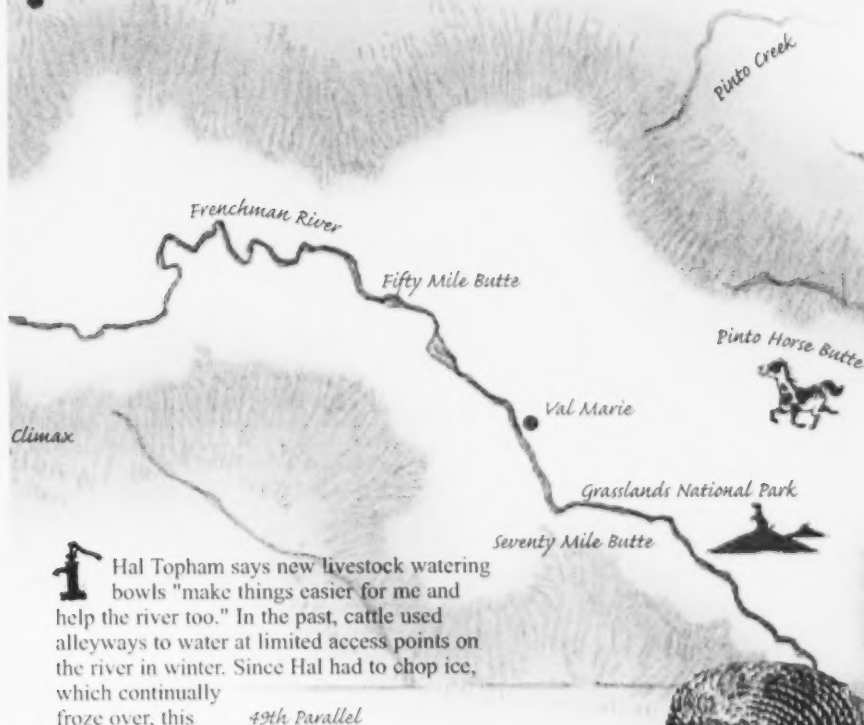 Pinto Creek
Frenchman River
Fifty Mile Butte
Pinto Horse Butte
Val Marie
Climax
Grasslands National Park
Seventy Mile Butte
Hal Topham says new livestock watering
bowls "make things easier for me and
help the river too." In the past, cattle used
alleyways to water at limited access points on
the river in winter. Since Hal had to chop ice,
which continually
froze over, this
49th Parallel